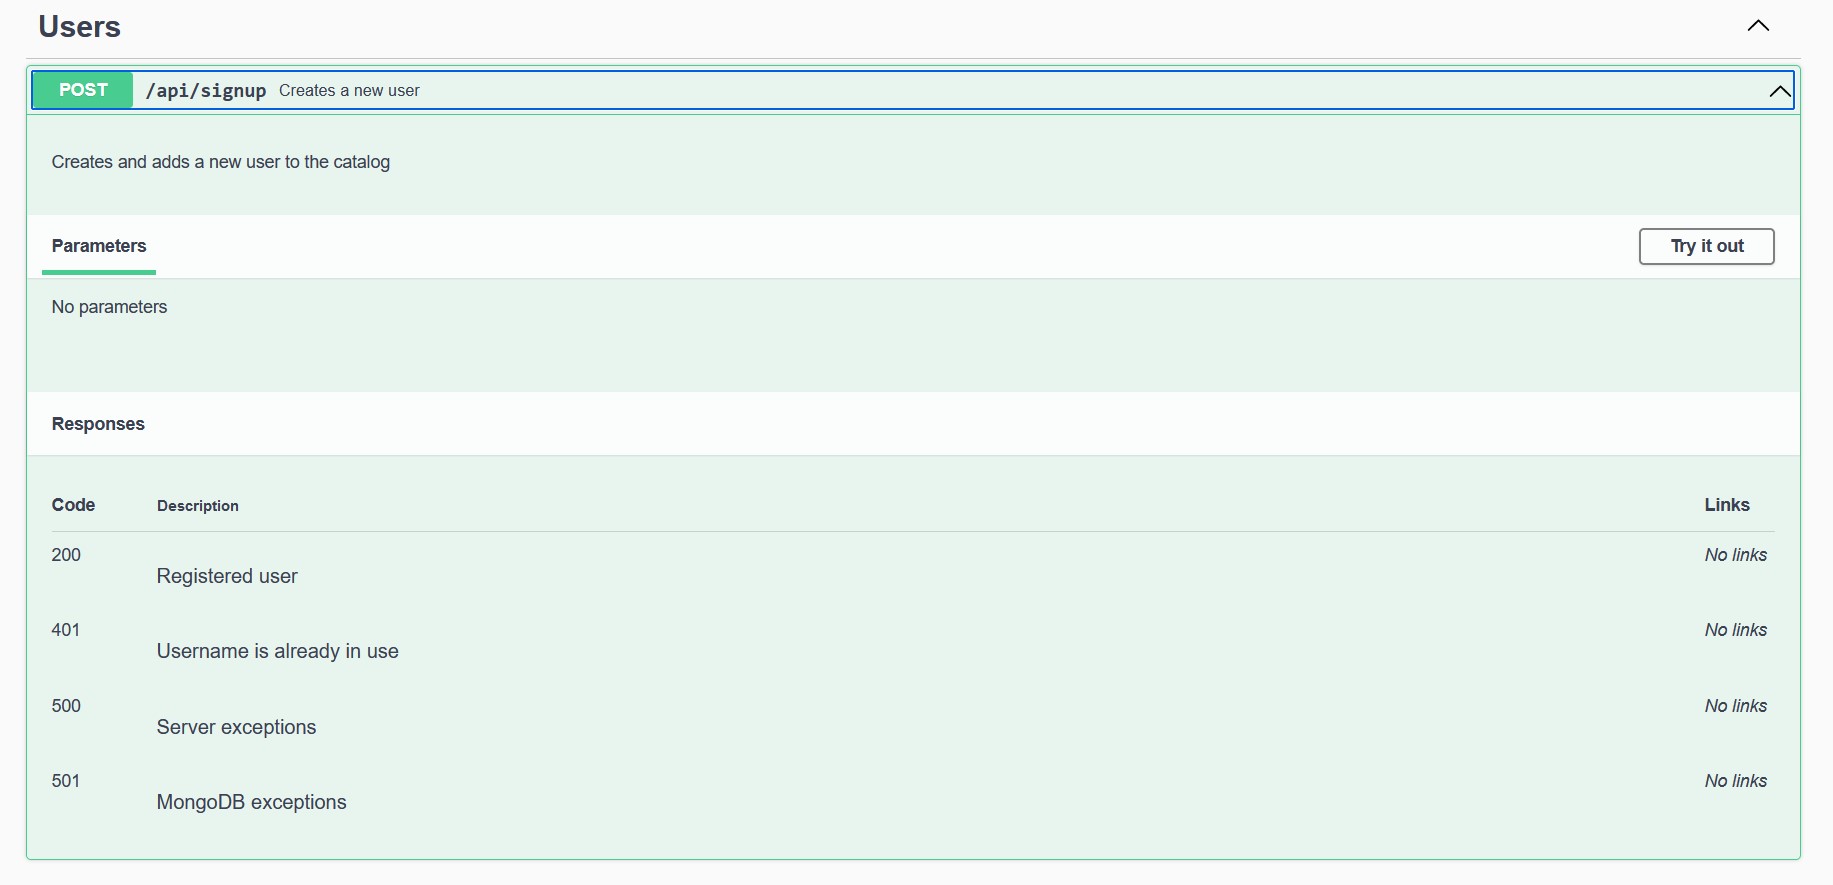 Users
POST /api/signup Creates a new user
Creates and adds a new user to the catalog
Parameters Try it out
No parameters
Responses
Code Description Links
200 Registered user No links
401 Username is already in use No links
500 Server exceptions No links
501 MongoDB exceptions No links